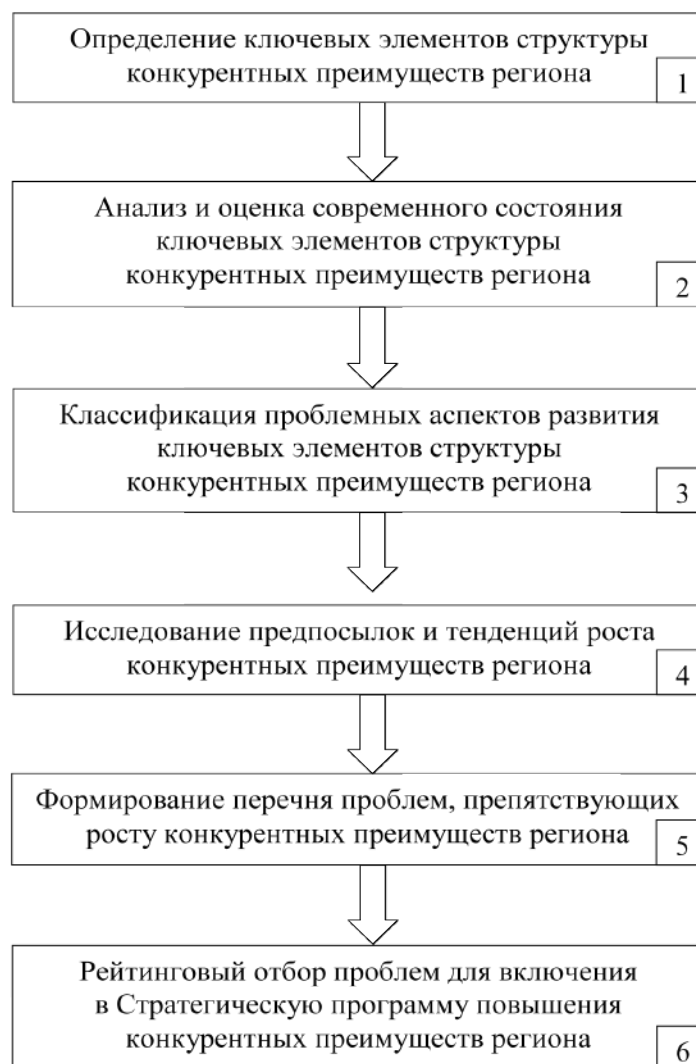 Определение ключевых элементов структуры
конкурентных преимуществ региона
1
Анализ и оценка современного состояния
ключевых элементов структуры
конкурентных преимуществ региона
2
Классификация проблемных аспектов развития
ключевых элементов структуры
конкурентных преимуществ региона
3
Исследование предпосылок и тенденций роста
конкурентных преимуществ региона
4
Формирование перечня проблем, препятствующих
росту конкурентных преимуществ региона
5
Рейтинговый отбор проблем для включения
в Стратегическую программу повышения
конкурентных преимуществ региона
6